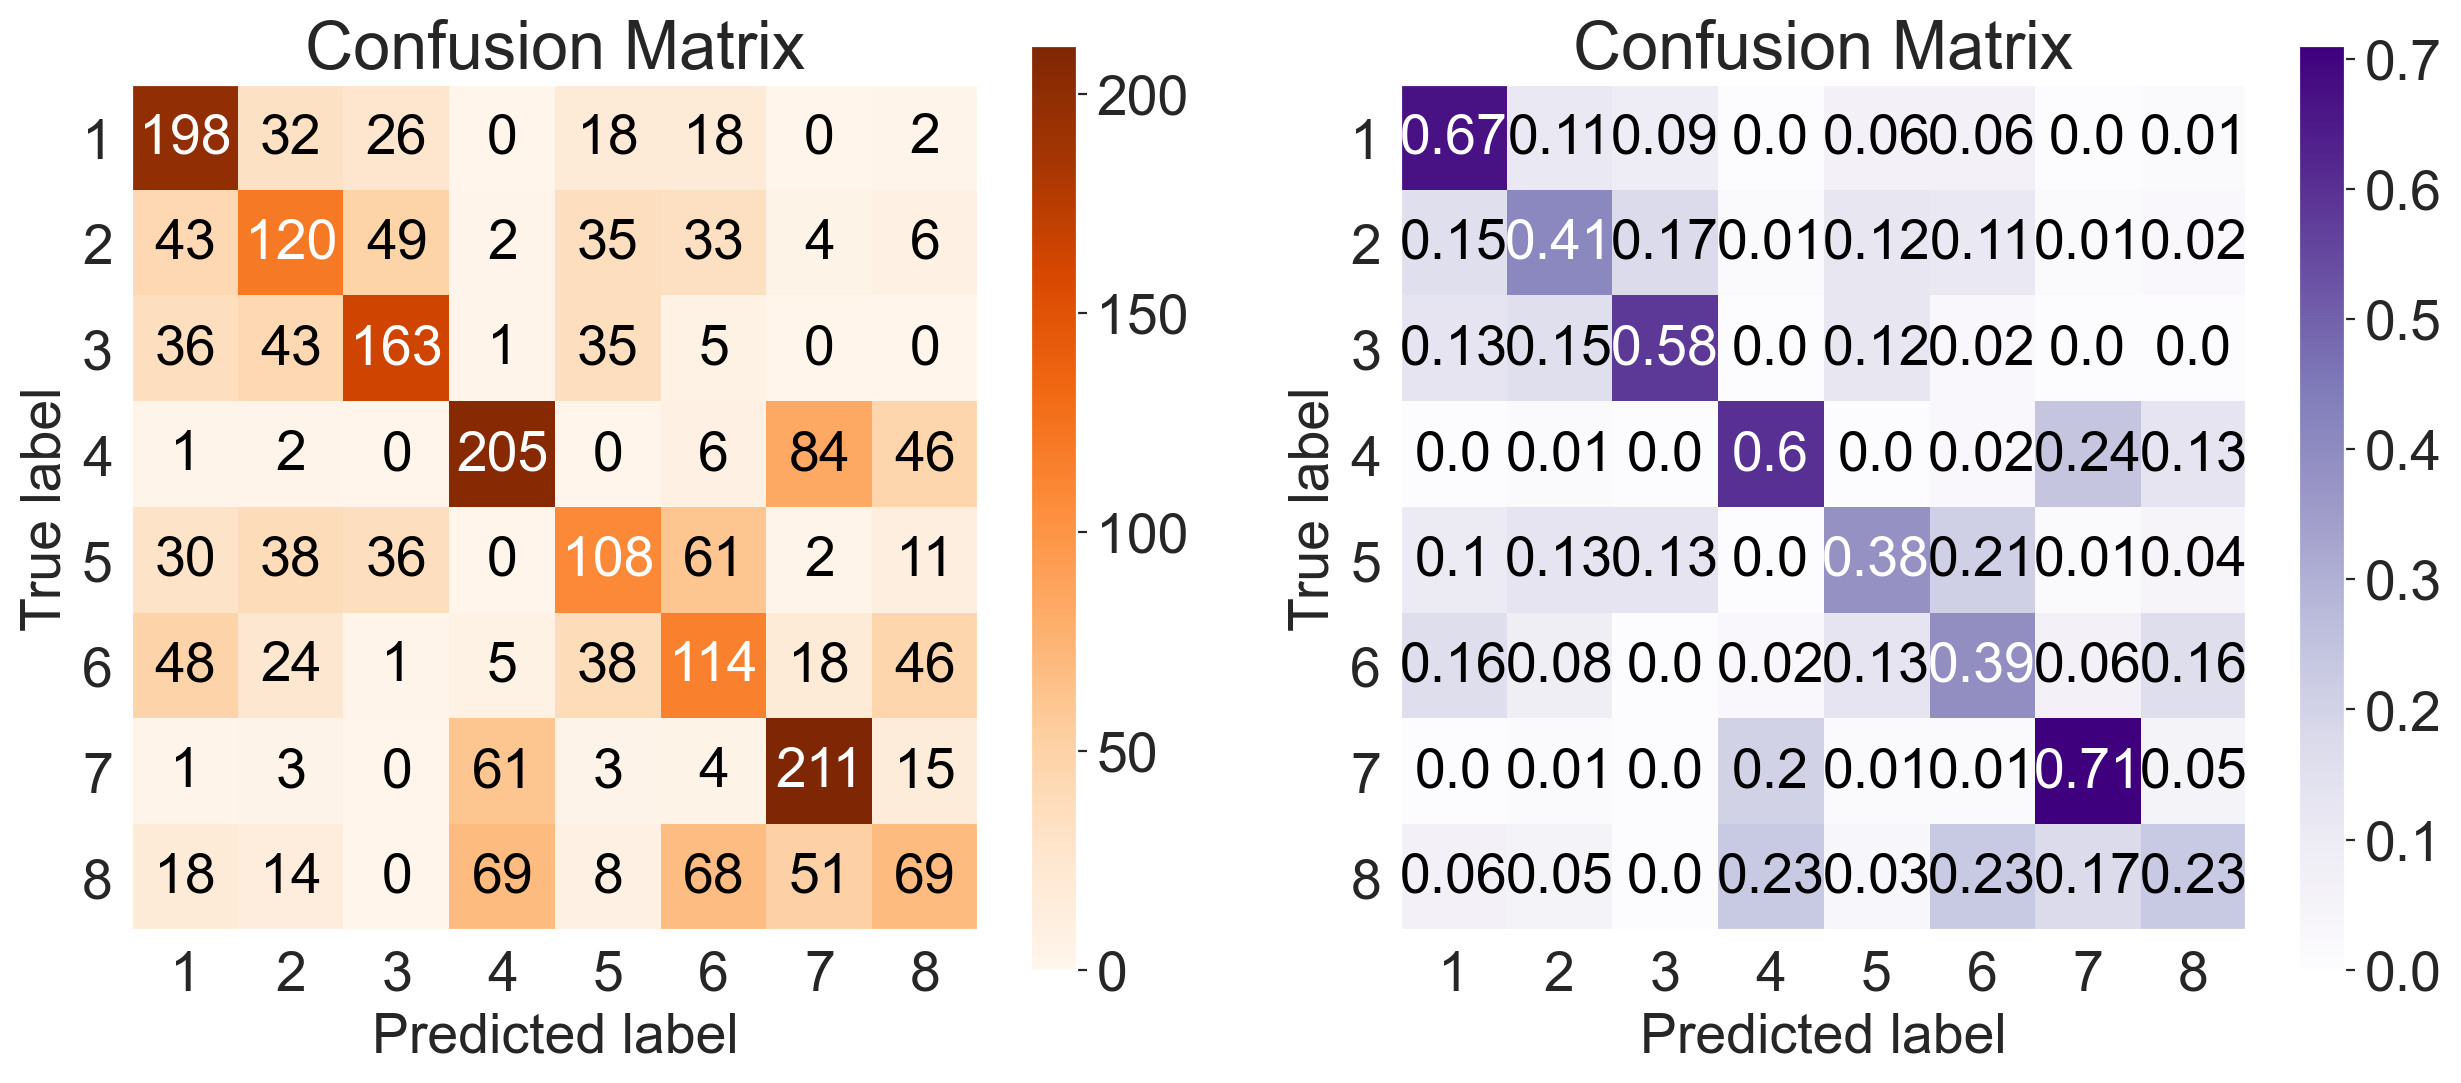 Confusion Matrix
1 198 32 26 0 18 18 0 2
2 43 120 49 2 35 33 4 6
3 36 43 163 1 35 5 0 0
4 1 2 0 205 0 6 84 46
5 30 38 36 0 108 61 2 11
6 48 24 1 5 38 114 18 46
7 1 3 0 61 3 4 211 15
8 18 14 0 69 8 68 51 69
1 2 3 4 5 6 7 8
True label
Predicted label
200
150
100
50
0
Confusion Matrix
1 0.67 0.11 0.09 0.0 0.06 0.06 0.0 0.01
2 0.15 0.41 0.17 0.01 0.12 0.11 0.01 0.02
3 0.13 0.15 0.58 0.0 0.12 0.02 0.0 0.0
4 0.0 0.01 0.0 0.6 0.0 0.02 0.24 0.13
5 0.1 0.13 0.13 0.0 0.38 0.21 0.01 0.04
6 0.16 0.08 0.0 0.02 0.13 0.39 0.06 0.16
7 0.0 0.01 0.0 0.2 0.01 0.01 0.71 0.05
8 0.06 0.05 0.0 0.23 0.03 0.23 0.17 0.23
1 2 3 4 5 6 7 8
True label
Predicted label
0.7
0.6
0.5
0.4
0.3
0.2
0.1
0.0